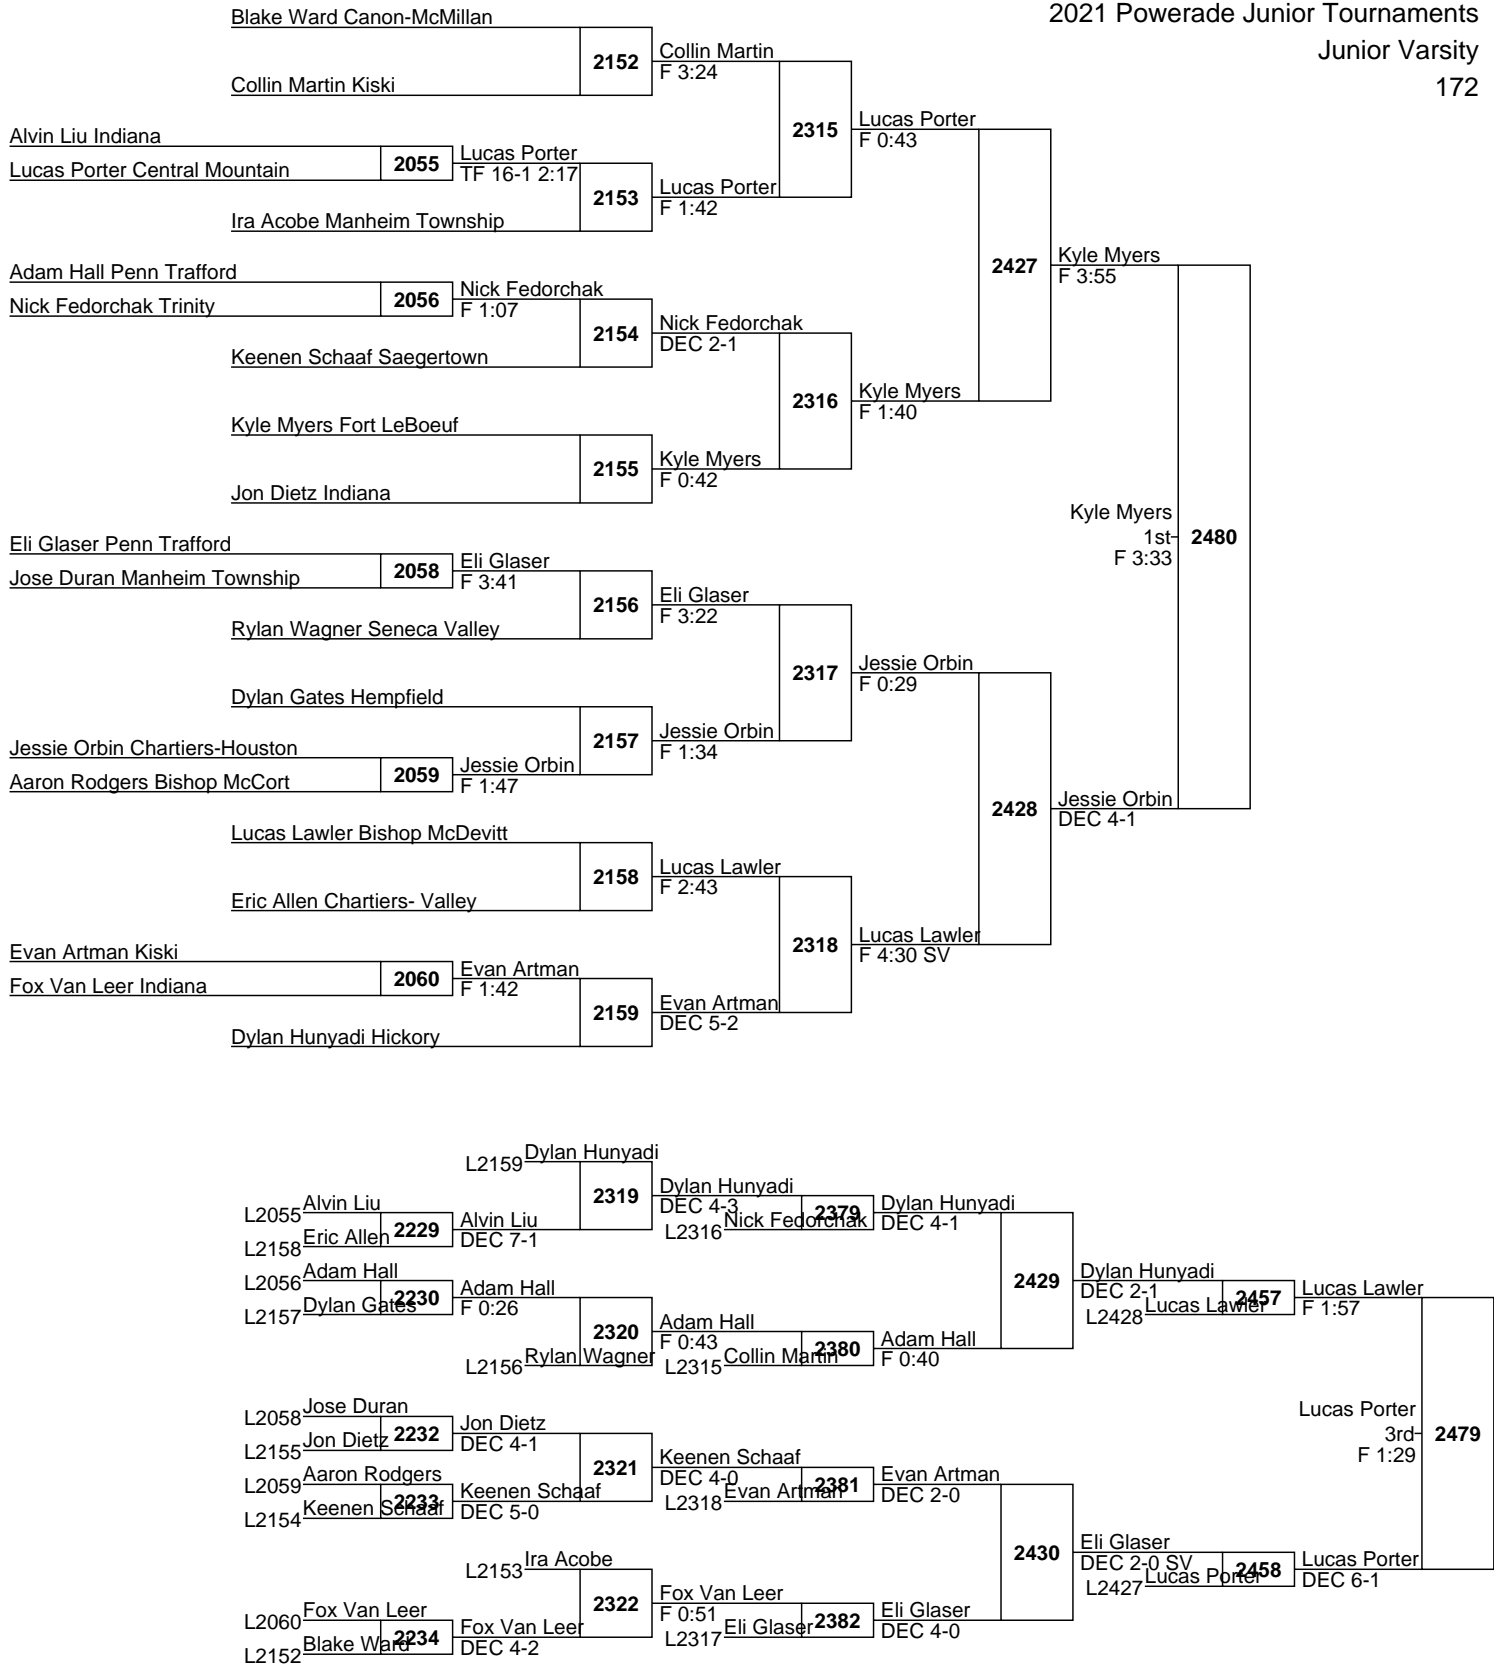 2021 Powerade Junior Tournaments
Junior Varsity
172
Blake Ward Canon-McMillan
2152
Collin Martin
F 3:24
Collin Martin Kiski
2315
Lucas Porter
F 0:43
Alvin Liu Indiana
2055
Lucas Porter
TF 16-1 2:17
Lucas Porter Central Mountain
2153
Lucas Porter
F 1:42
Ira Acobe Manheim Township
2427
Kyle Myers
F 3:55
Adam Hall Penn Trafford
2056
Nick Fedorchak
F 1:07
Nick Fedorchak Trinity
2154
Nick Fedorchak
DEC 2-1
Keenen Schaaf Saegertown
2316
Kyle Myers
F 1:40
Kyle Myers Fort LeBoeuf
2155
Kyle Myers
F 0:42
Jon Dietz Indiana
Kyle Myers
1st
F 3:33
2480
Eli Glaser Penn Trafford
2058
Eli Glaser
F 3:41
Jose Duran Manheim Township
2156
Eli Glaser
F 3:22
Rylan Wagner Seneca Valley
2317
Jessie Orbin
F 0:29
Dylan Gates Hempfield
2157
Jessie Orbin
F 1:34
Jessie Orbin Chartiers-Houston
2059
Jessie Orbin
F 1:47
Aaron Rodgers Bishop McCort
2428
Jessie Orbin
DEC 4-1
Lucas Lawler Bishop McDevitt
2158
Lucas Lawler
F 2:43
Eric Allen Chartiers- Valley
2318
Lucas Lawler
F 4:30 SV
Evan Artman Kiski
2060
Evan Artman
F 1:42
Fox Van Leer Indiana
2159
Evan Artman
DEC 5-2
Dylan Hunyadi Hickory
L2159
Dylan Hunyadi
2319
Dylan Hunyadi
DEC 4-3
L2055
Alvin Liu
2229
Alvin Liu
DEC 7-1
L2158
Eric Allen
L2316
Nick Fedorchak
2379
Dylan Hunyadi
DEC 4-1
L2056
Adam Hall
2230
Adam Hall
F 0:26
L2157
Dylan Gates
2429
Dylan Hunyadi
DEC 2-1
L2428
Lucas Lawler
2457
Lucas Lawler
F 1:57
2320
Adam Hall
F 0:43
L2156
Rylan Wagner
L2315
Collin Martin
2380
Adam Hall
F 0:40
L2058
Jose Duran
2232
Jon Dietz
DEC 4-1
L2155
Jon Dietz
Lucas Porter
3rd
F 1:29
2479
2321
Keenen Schaaf
DEC 4-0
L2059
Aaron Rodgers
2233
Keenen Schaaf
DEC 5-0
L2154
Keenen Schaaf
L2318
Evan Artman
2381
Evan Artman
DEC 2-0
2430
Eli Glaser
DEC 2-0 SV
L2427
Lucas Porter
2458
Lucas Porter
DEC 6-1
L2153
Ira Acobe
2322
Fox Van Leer
F 0:51
L2060
Fox Van Leer
2234
Fox Van Leer
DEC 4-2
L2152
Blake Ward
L2317
Eli Glaser
2382
Eli Glaser
DEC 4-0